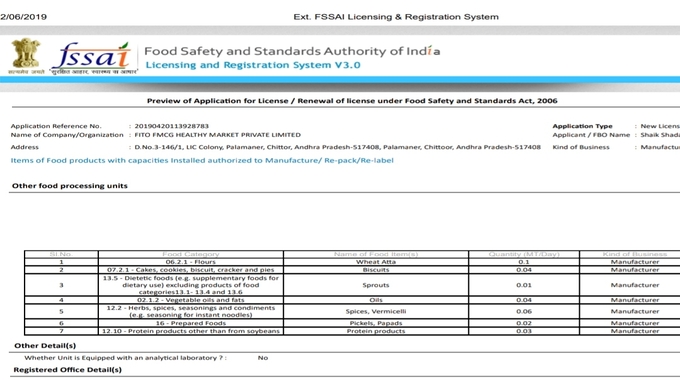 2/06/2019 Ext. FSSAI Licensing & Registration System
fssai
सत्यमेव जयते
Food Safety and Standards Authority of India
Licensing and Registration System V3.0
Preview of Application for License / Renewal of license under Food Safety and Standards Act, 2006
Application Reference No. : 20190420113928783 Application Type : New Licens
Name of Company/Organization : FITO FMCG HEALTHY MARKET PRIVATE LIMITED Applicant / FBO Name : Shaik Shada
Address : D.No.3-146/1, LIC Colony, Palamaner, Chittor, Andhra Pradesh-517408, Palamaner, Chittoor, Andhra Pradesh-517408 Kind of Business : Manufactu
Items of Food products with capacities Installed authorized to Manufacture/ Re-pack/Re-label
Other food processing units
Sl.No. Food Category Name of Food Item(s) Quantity (MT/Day) Kind of Business
1 06.2.1 - Flours Wheat Atta 0.1 Manufacturer
2 07.2.1 - Cakes, cookies, biscuit, cracker and pies Biscuits 0.04 Manufacturer
3 13.5 - Dietetic foods (e.g. supplementary foods for
dietary use) excluding products of food
categories13.1- 13.4 and 13.6 Sprouts 0.01 Manufacturer
4 02.1.2 - Vegetable oils and fats Oils 0.04 Manufacturer
5 12.2 - Herbs, spices, seasonings and condiments
(e.g. seasoning for instant noodles) Spices, Vermicelli 0.06 Manufacturer
6 16 - Prepared Foods Pickels, Papads 0.02 Manufacturer
7 12.10 - Protein products other than from soybeans Protein products 0.03 Manufacturer
Other Detail(s)
Whether Unit is Equipped with an analytical laboratory ? : No
Registered Office Detail(s)